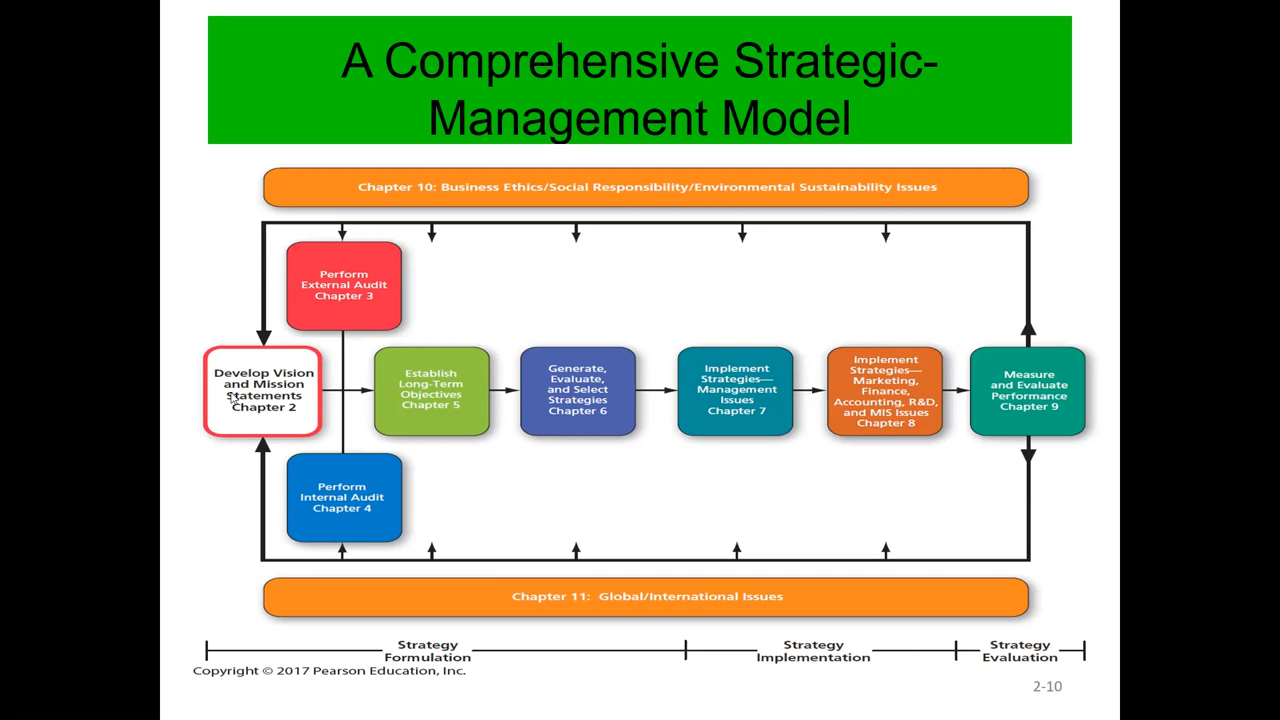 A Comprehensive Strategic-
Management Model
Chapter 10: Business Ethics/Social Responsibility/Environmental Sustainability Issues
Perform
External Audit
Chapter 3
Develop Vision
and Mission
Statements
Chapter 2
Establish
Long-Term
Objectives
Chapter 5
Generate,
Evaluate,
and Select
Strategies
Chapter 6
Implement
Strategies—
Management
Issues
Chapter 7
Implement
Strategies—
Marketing,
Finance,
Accounting, R&D,
and MIS Issues
Chapter 8
Measure
and Evaluate
Performance
Chapter 9
Perform
Internal Audit
Chapter 4
Chapter 11: Global/International Issues
Strategy
Formulation
Strategy
Implementation
Strategy
Evaluation
Copyright © 2017 Pearson Education, Inc.
2-10